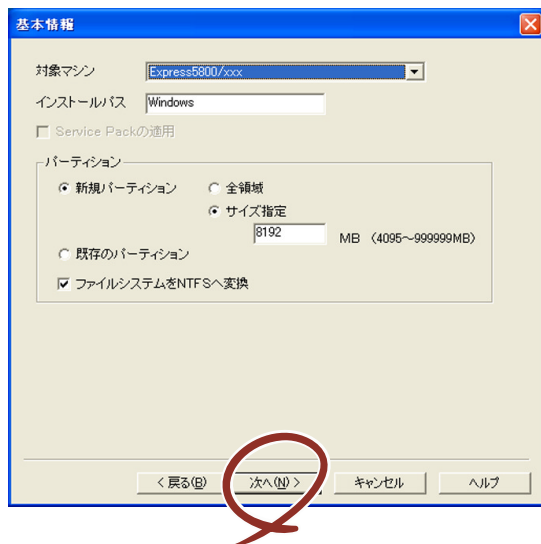 基本情報
対象マシン Express5800/xxx
インストールパス Windows
Service Packの適用
パーティション
新規パーティション 全領域
サイズ指定
8192 MB (4095～999999MB)
既存のパーティション
ファイルシステムをNTFSへ変換
< 戻る(B) 次へ(N) > キャンセル ヘルプ